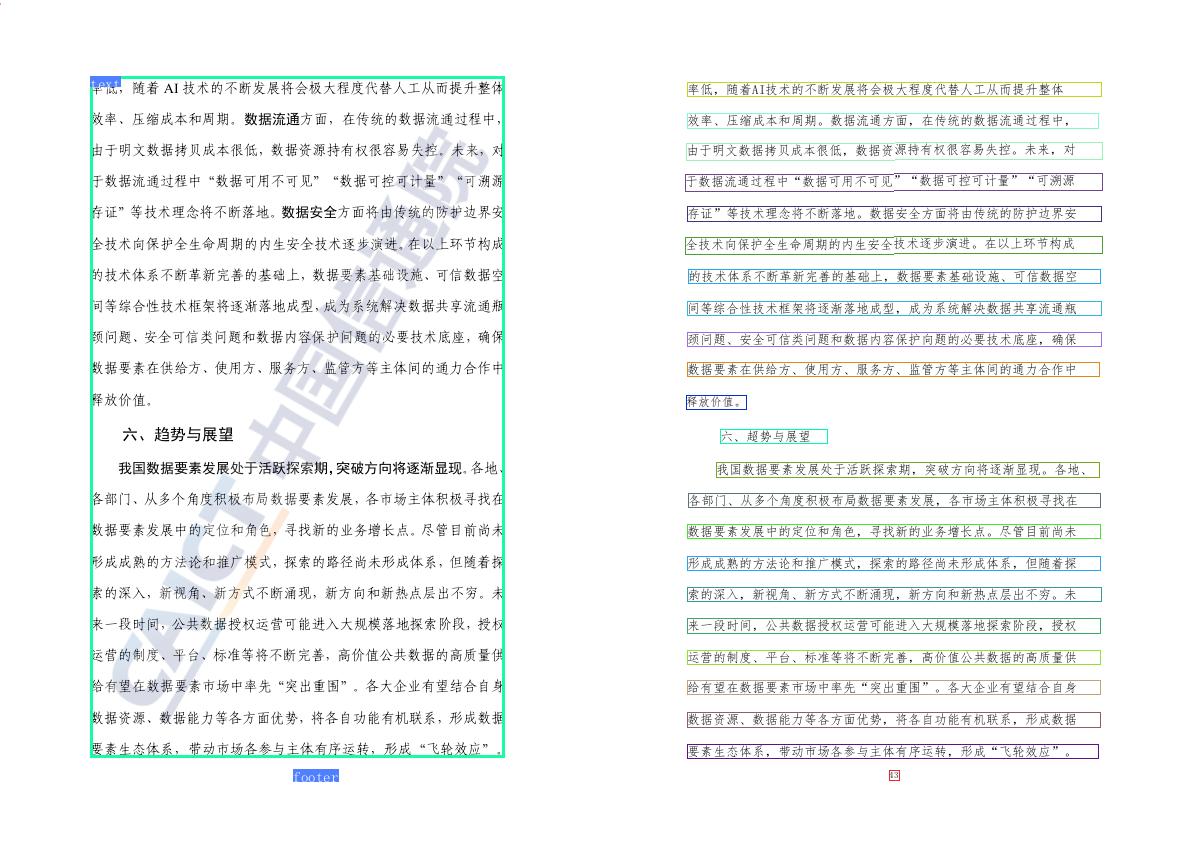 text
率低，随着 AI 技术的不断发展将会极大程度代替人工从而提升整体
效率、压缩成本和周期。数据流通方面，在传统的数据流通过程中，
由于明文数据拷贝成本很低，数据资源持有权很容易失控。未来，对
于数据流通过程中“数据可用不可见”“数据可控可计量”“可溯源
存证”等技术理念将不断落地。数据安全方面将由传统的防护边界安
全技术向保护全生命周期的内生安全技术逐步演进。在以上环节构成
的技术体系不断革新完善的基础上，数据要素基础设施、可信数据空
间等综合性技术框架将逐渐落地成型，成为系统解决数据共享流通瓶
颈问题、安全可信类问题和数据内容保护问题的必要技术底座，确保
数据要素在供给方、使用方、服务方、监管方等主体间的通力合作中
释放价值。
六、趋势与展望
我国数据要素发展处于活跃探索期，突破方向将逐渐显现。各地、
各部门、从多个角度积极布局数据要素发展，各市场主体积极寻找在
数据要素发展中的定位和角色，寻找新的业务增长点。尽管目前尚未
形成成熟的方法论和推广模式，探索的路径尚未形成体系，但随着探
索的深入，新视角、新方式不断涌现，新方向和新热点层出不穷。未
来一段时间，公共数据授权运营可能进入大规模落地探索阶段，授权
运营的制度、平台、标准等将不断完善，高价值公共数据的高质量供
给有望在数据要素市场中率先“突出重围”。各大企业有望结合自身
数据资源、数据能力等各方面优势，将各自功能有机联系，形成数据
要素生态体系，带动市场各参与主体有序运转，形成“飞轮效应”。
footer
CAICT 中国信通院
率低，随着AI技术的不断发展将会极大程度代替人工从而提升整体
效率、压缩成本和周期。数据流通方面，在传统的数据流通过程中，
由于明文数据拷贝成本很低，数据资源持有权很容易失控。未来，对
于数据流通过程中“数据可用不可见”“数据可控可计量”“可溯源
存证”等技术理念将不断落地。数据安全方面将由传统的防护边界安
全技术向保护全生命周期的内生安全技术逐步演进。在以上环节构成
的技术体系不断革新完善的基础上，数据要素基础设施、可信数据空
间等综合性技术框架将逐渐落地成型，成为系统解决数据共享流通瓶
颈问题、安全可信类问题和数据内容保护向题的必要技术底座，确保
数据要素在供给方、使用方、服务方、监管方等主体间的通力合作中
释放价值。
六、超势与展望
我国数据要素发展处于活跃探索期，突破方向将逐渐显现。各地、
各部门、从多个角度积极布局数据要素发展，各市场主体积极寻找在
数据要素发展中的定位和角色，寻找新的业务增长点。尽管目前尚未
形成成熟的方法论和推广模式，探索的路径尚未形成体系，但随着探
索的深入，新视角、新方式不断涌现，新方向和新热点层出不穷。未
来一段时间，公共数据授权运营可能进入大规模落地探索阶段，授权
运营的制度、平台、标准等将不断完善，高价值公共数据的高质量供
给有望在数据要素市场中率先“突出重围”。各大企业有望结合自身
数据资源、数据能力等各方面优势，将各自功能有机联系，形成数据
要素生态体系，带动市场各参与主体有序运转，形成“飞轮效应”。
43